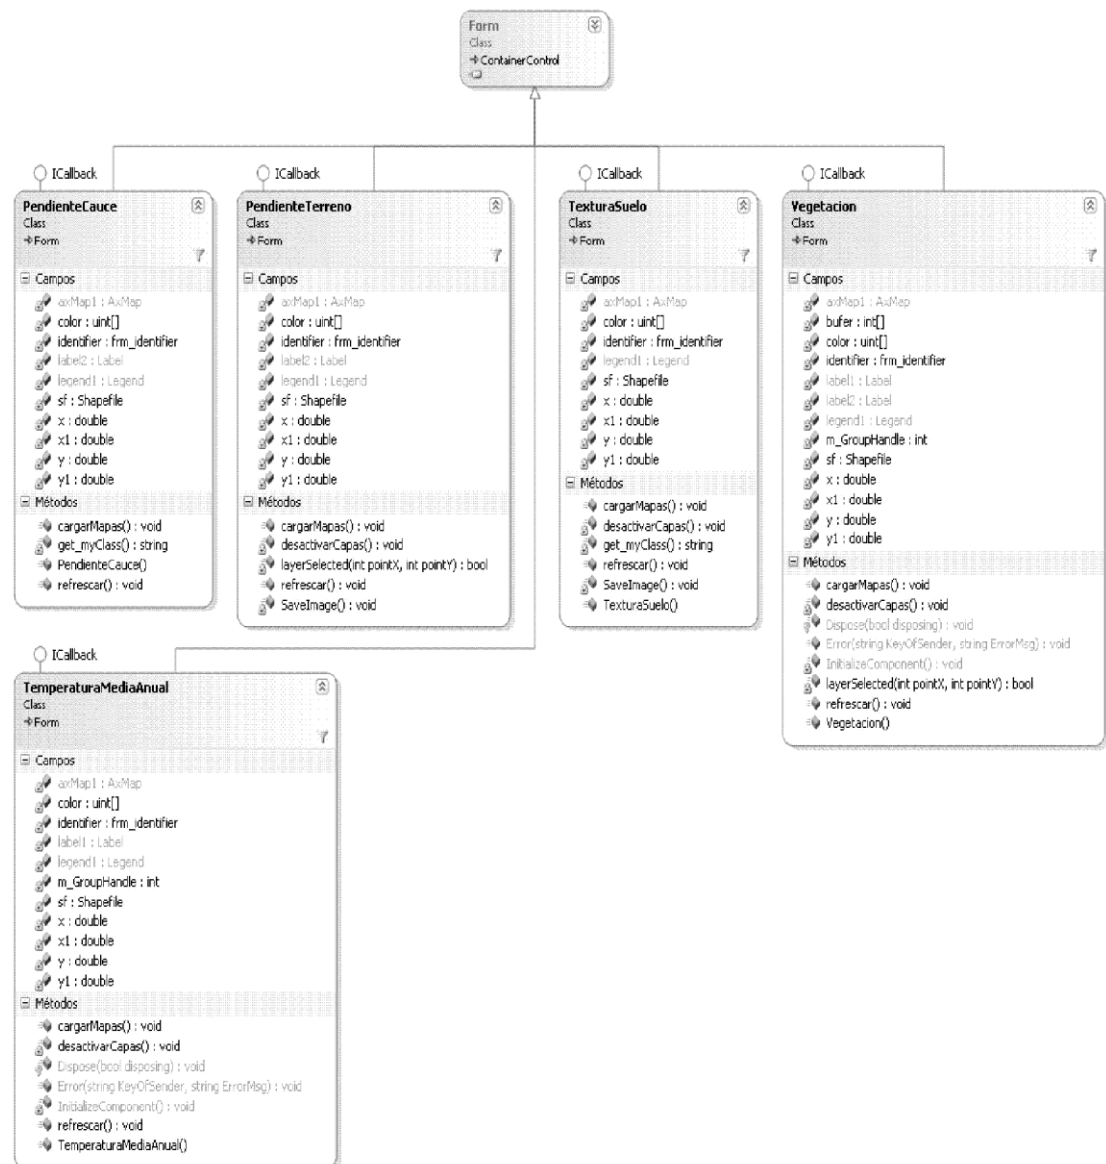 Form
Class
ContainerControl
ICallback
PendienteCauce
Class
Form
Campos
axMap1 : AxMap
color : uint[]
identifier : frm_identifier
label2 : Label
legend1 : Legend
sf : Shapefile
x : double
x1 : double
y : double
y1 : double
Métodos
cargarMapas() : void
get_myClass() : string
PendienteCauce()
refrescar() : void
ICallback
PendienteTerreno
Class
Form
Campos
axMap1 : AxMap
color : uint[]
identifier : frm_identifier
label2 : Label
legend1 : Legend
sf : Shapefile
x : double
x1 : double
y : double
y1 : double
Métodos
cargarMapas() : void
desactivarCapas() : void
layerSelected(int pointX, int pointY) : bool
refrescar() : void
SaveImage() : void
ICallback
TexturaSuelo
Class
Form
Campos
axMap1 : AxMap
color : uint[]
identifier : frm_identifier
legend1 : Legend
sf : Shapefile
x : double
x1 : double
y : double
y1 : double
Métodos
cargarMapas() : void
desactivarCapas() : void
get_myClass() : string
refrescar() : void
SaveImage() : void
TexturaSuelo()
ICallback
Vegetacion
Class
Form
Campos
axMap1 : AxMap
bufer : int[]
color : uint[]
identifier : frm_identifier
label1 : Label
label2 : Label
legend1 : Legend
m_GroupHandle : int
sf : Shapefile
x : double
x1 : double
y : double
y1 : double
Métodos
cargarMapas() : void
desactivarCapas() : void
Dispose(bool disposing) : void
Error(string KeyOfSender, string ErrorMsg) : void
InitializeComponent() : void
layerSelected(int pointX, int pointY) : bool
refrescar() : void
Vegetacion()
ICallback
TemperaturaMediaAnual
Class
Form
Campos
axMap1 : AxMap
color : uint[]
identifier : frm_identifier
label1 : Label
legend1 : Legend
m_GroupHandle : int
sf : Shapefile
x : double
x1 : double
y : double
y1 : double
Métodos
cargarMapas() : void
desactivarCapas() : void
Dispose(bool disposing) : void
Error(string KeyOfSender, string ErrorMsg) : void
InitializeComponent() : void
refrescar() : void
TemperaturaMediaAnual()